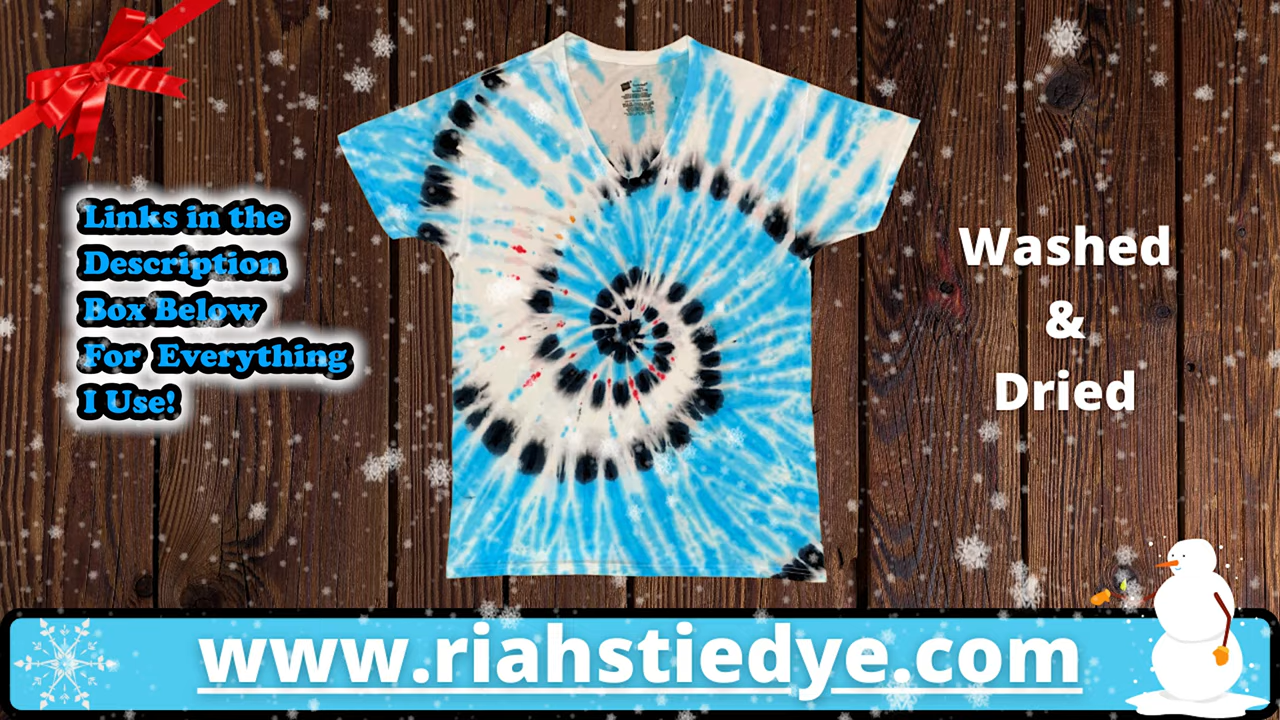 Links in the
Description
Box Below
For Everything
I Use!
Washed
&
Dried
www.riahstiedye.com